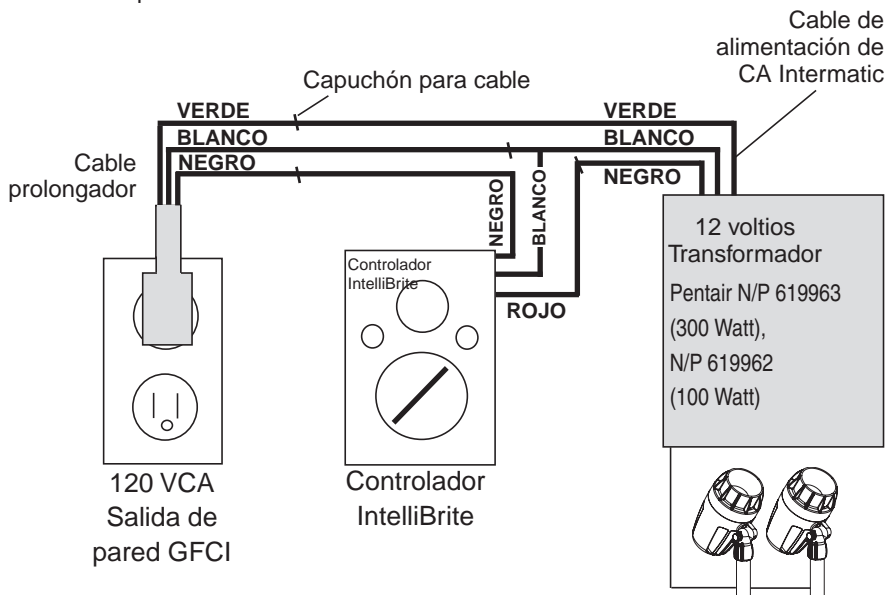 Cable de
alimentación de
CA Intermatic
Capuchón para cable
VERDE
VERDE
BLANCO
BLANCO
Cable
prolongador
NEGRO
NEGRO
NEGRO
BLANCO
12 voltios
Transformador
Pentair N/P 619963
(300 Watt),
N/P 619962
(100 Watt)
Controlador
IntelliBrite
ROJO
120 VCA
Salida de
pared GFCI
Controlador
IntelliBrite